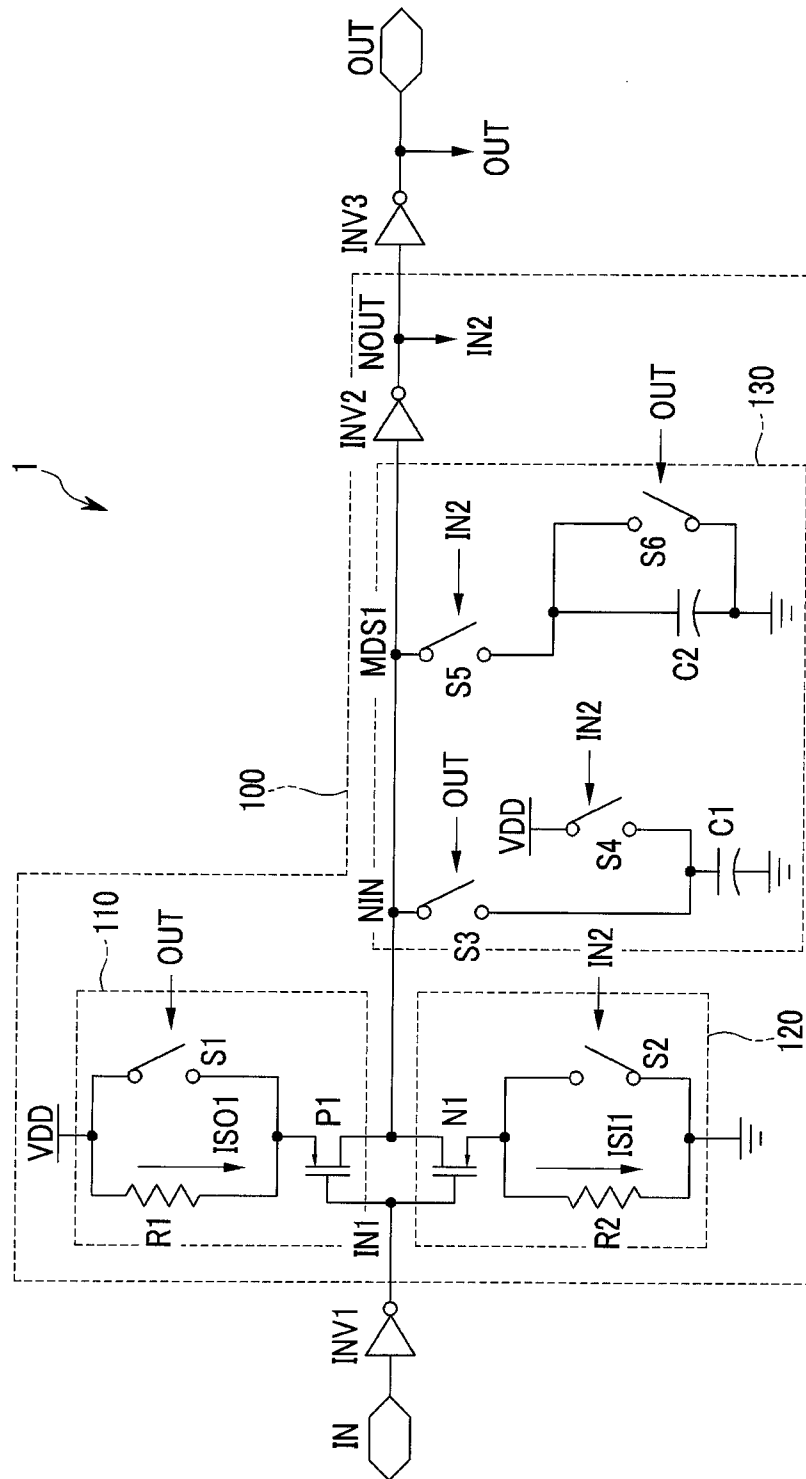 1
100
110
VDD
R1
ISO1
S1
OUT
P1
IN
INV1
IN1
NIN
MDS1
INV2
NOUT
IN2
INV3
OUT
OUT
N1
R2
ISI1
S2
IN2
120
S3
OUT
VDD
S4
IN2
C1
S5
IN2
C2
S6
OUT
130